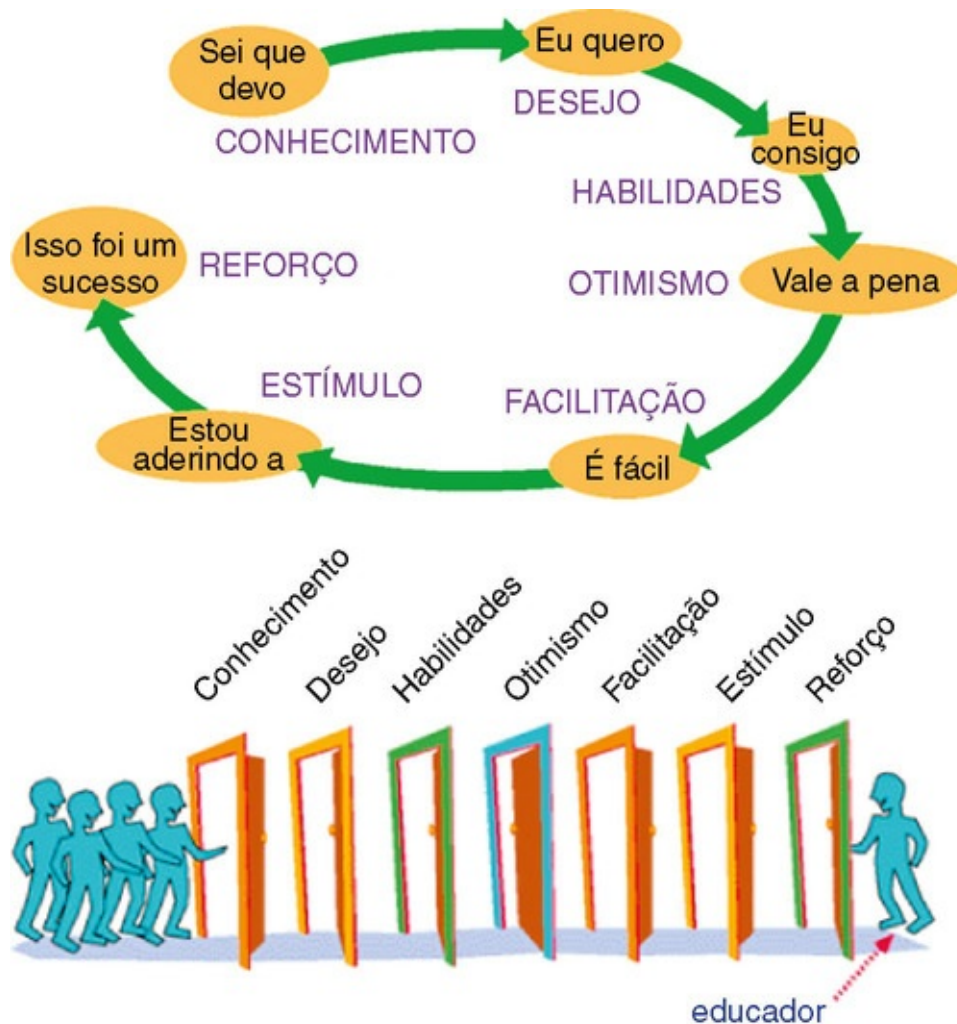 Sei que
devo
CONHECIMENTO
Eu quero
DESEJO
Eu
consigo
HABILIDADES
Vale a pena
OTIMISMO
É fácil
FACILITAÇÃO
Estou
aderindo a
ESTÍMULO
Isso foi um
sucesso
REFORÇO
Conhecimento
Desejo
Habilidades
Otimismo
Facilitação
Estímulo
Reforço
educador